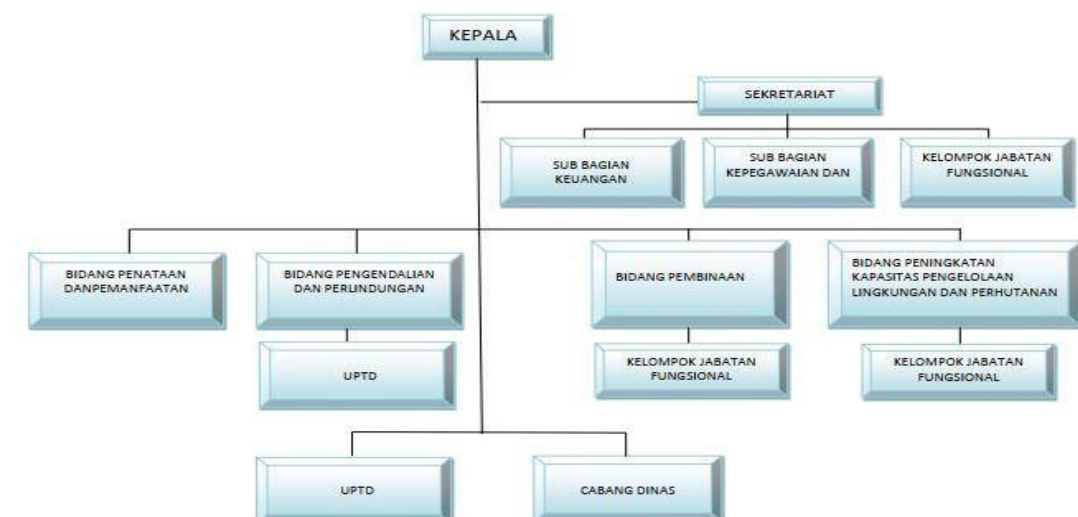 KEPALA
SEKRETARIAT
SUB BAGIAN
KEUANGAN
SUB BAGIAN
KEPEGAWAIAN DAN
KELOMPOK JABATAN
FUNGSIONAL
BIDANG PENATAAN
DANPEMANFAATAN
BIDANG PENGENDALIAN
DAN PERLINDUNGAN
BIDANG PEMBINAAN
BIDANG PENINGKATAN
KAPASITAS PENGELOLAAN
LINGKUNGAN DAN PERHUTANAN
UPTD
KELOMPOK JABATAN
FUNGSIONAL
KELOMPOK JABATAN
FUNGSIONAL
UPTD
CABANG DINAS